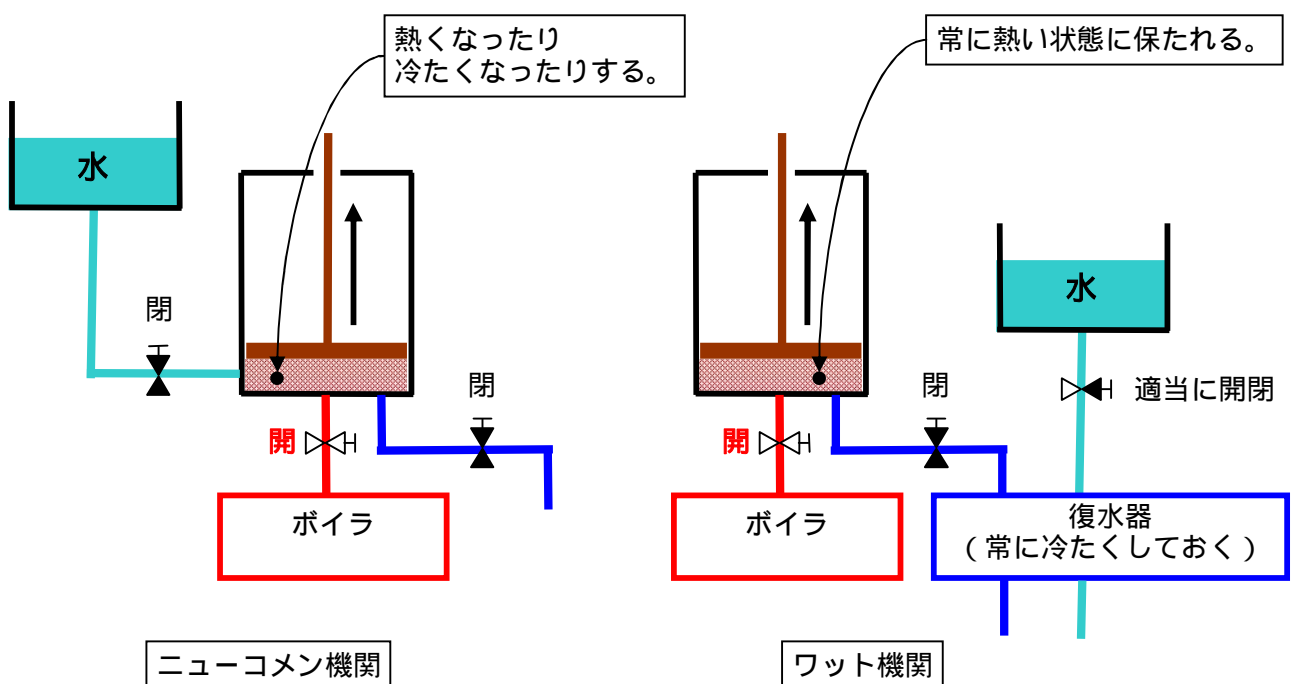 熱くなったり
冷たくなったりする。
水
閉
閉
開
ボイラ
ニューコメン機関
常に熱い状態に保たれる。
水
閉
適当に開閉
開
ボイラ
復水器
(常に冷たくしておく)
ワット機関